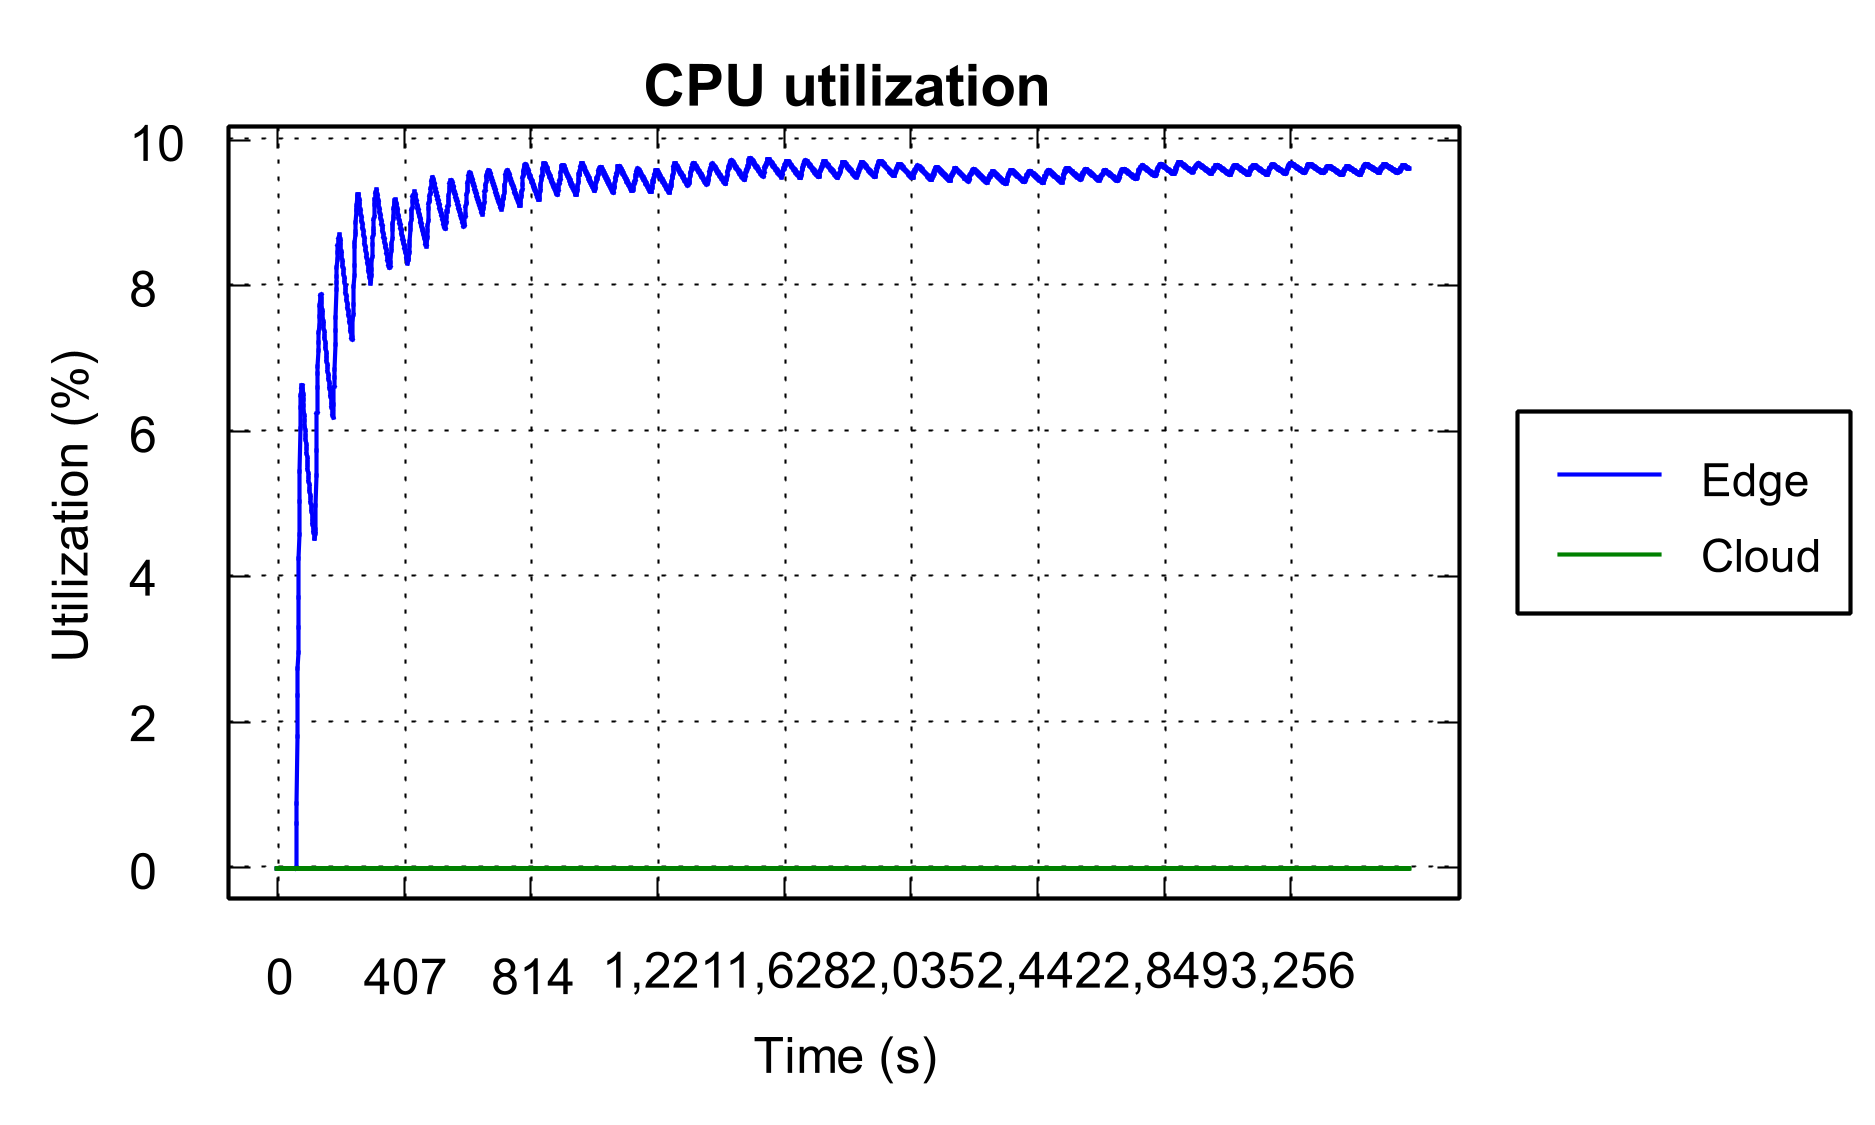 CPU utilization
10
8
6
4
2
0
Utilization (%)
0 407 814 1,2211,6282,0352,4422,8493,256
Time (s)
Edge
Cloud